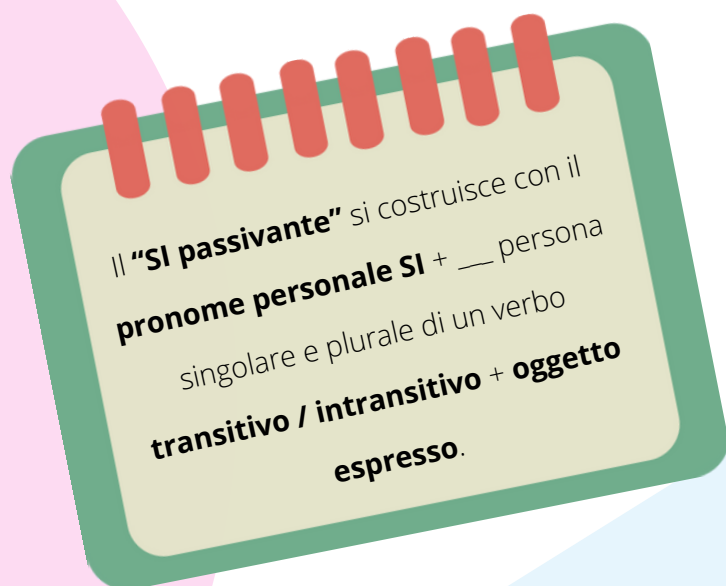 Il “SI passivante” si costruisce con il
pronome personale SI + ___ persona
singolare e plurale di un verbo
transitivo / intransitivo + oggetto
espresso.